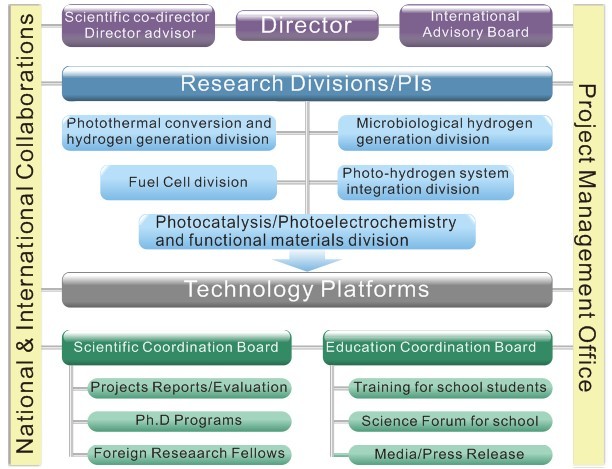 National & International Collaborations
Scientific co-director
Director advisor
Director
International
Advisory Board
Research Divisions/PIs
Photothermal conversion and
hydrogen generation division
Microbiological hydrogen
generation division
Fuel Cell division
Photo-hydrogen system
integration division
Photocatalysis/Photoelectrochemistry
and functional materials division
Technology Platforms
Scientific Coordination Board
Projects Reports/Evaluation
Ph.D Programs
Foreign Reseaarh Fellows
Education Coordination Board
Training for school students
Science Forum for school
Media/Press Release
Project Management Office